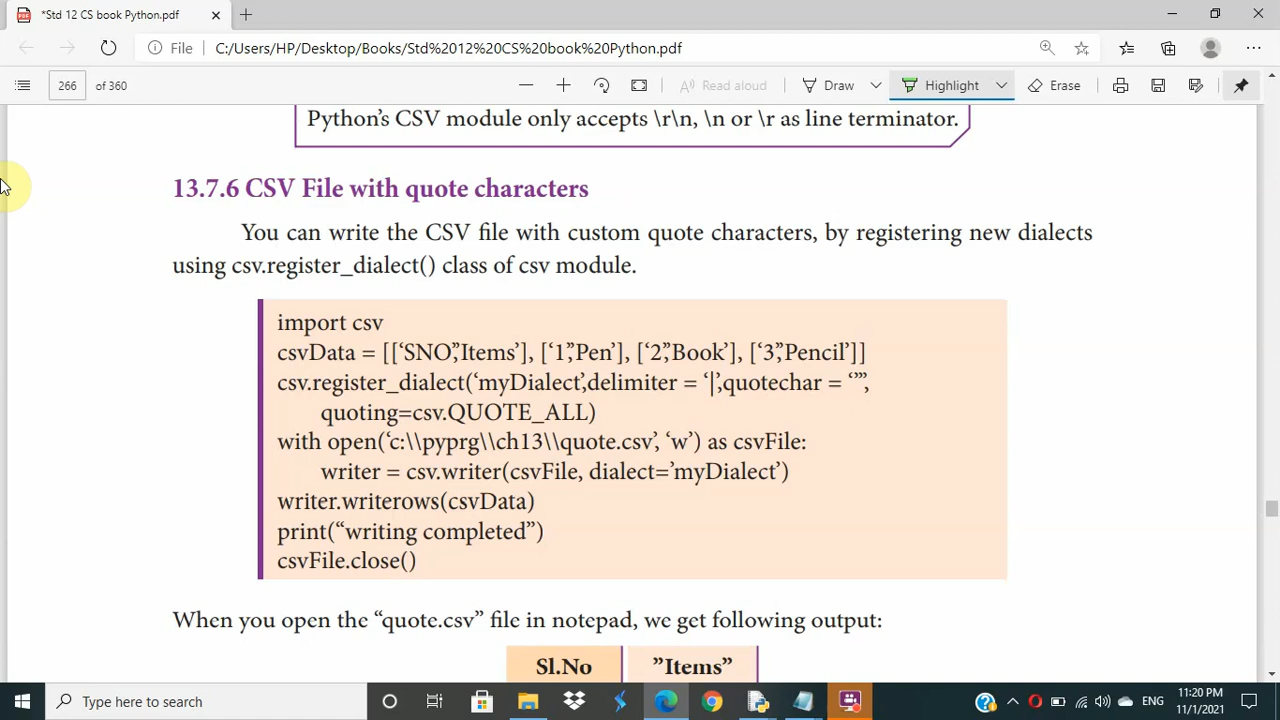 *Std 12 CS book Python.pdf
File C:/Users/HP/Desktop/Books/Std%2012%20CS%20book%20Python.pdf
266 of 360 Read aloud Draw Highlight Erase
Python's CSV module only accepts \r\n, \n or \r as line terminator.
13.7.6 CSV File with quote characters
You can write the CSV file with custom quote characters, by registering new dialects
using csv.register_dialect() class of csv module.
import csv
csvData = [[‘SNO’,’Items’], [‘1’,’Pen’], [‘2’,’Book’], [‘3’,’Pencil’]]
csv.register_dialect(‘myDialect’,delimiter = ‘|’,quotechar = ‘”’,
quoting=csv.QUOTE_ALL)
with open(‘c:\\pyprg\\ch13\\quote.csv’, ‘w’) as csvFile:
writer = csv.writer(csvFile, dialect=’myDialect’)
writer.writerows(csvData)
print(“writing completed”)
csvFile.close()
When you open the “quote.csv” file in notepad, we get following output:
Sl.No ”Items”
Type here to search
ENG
11:20 PM
11/1/2021